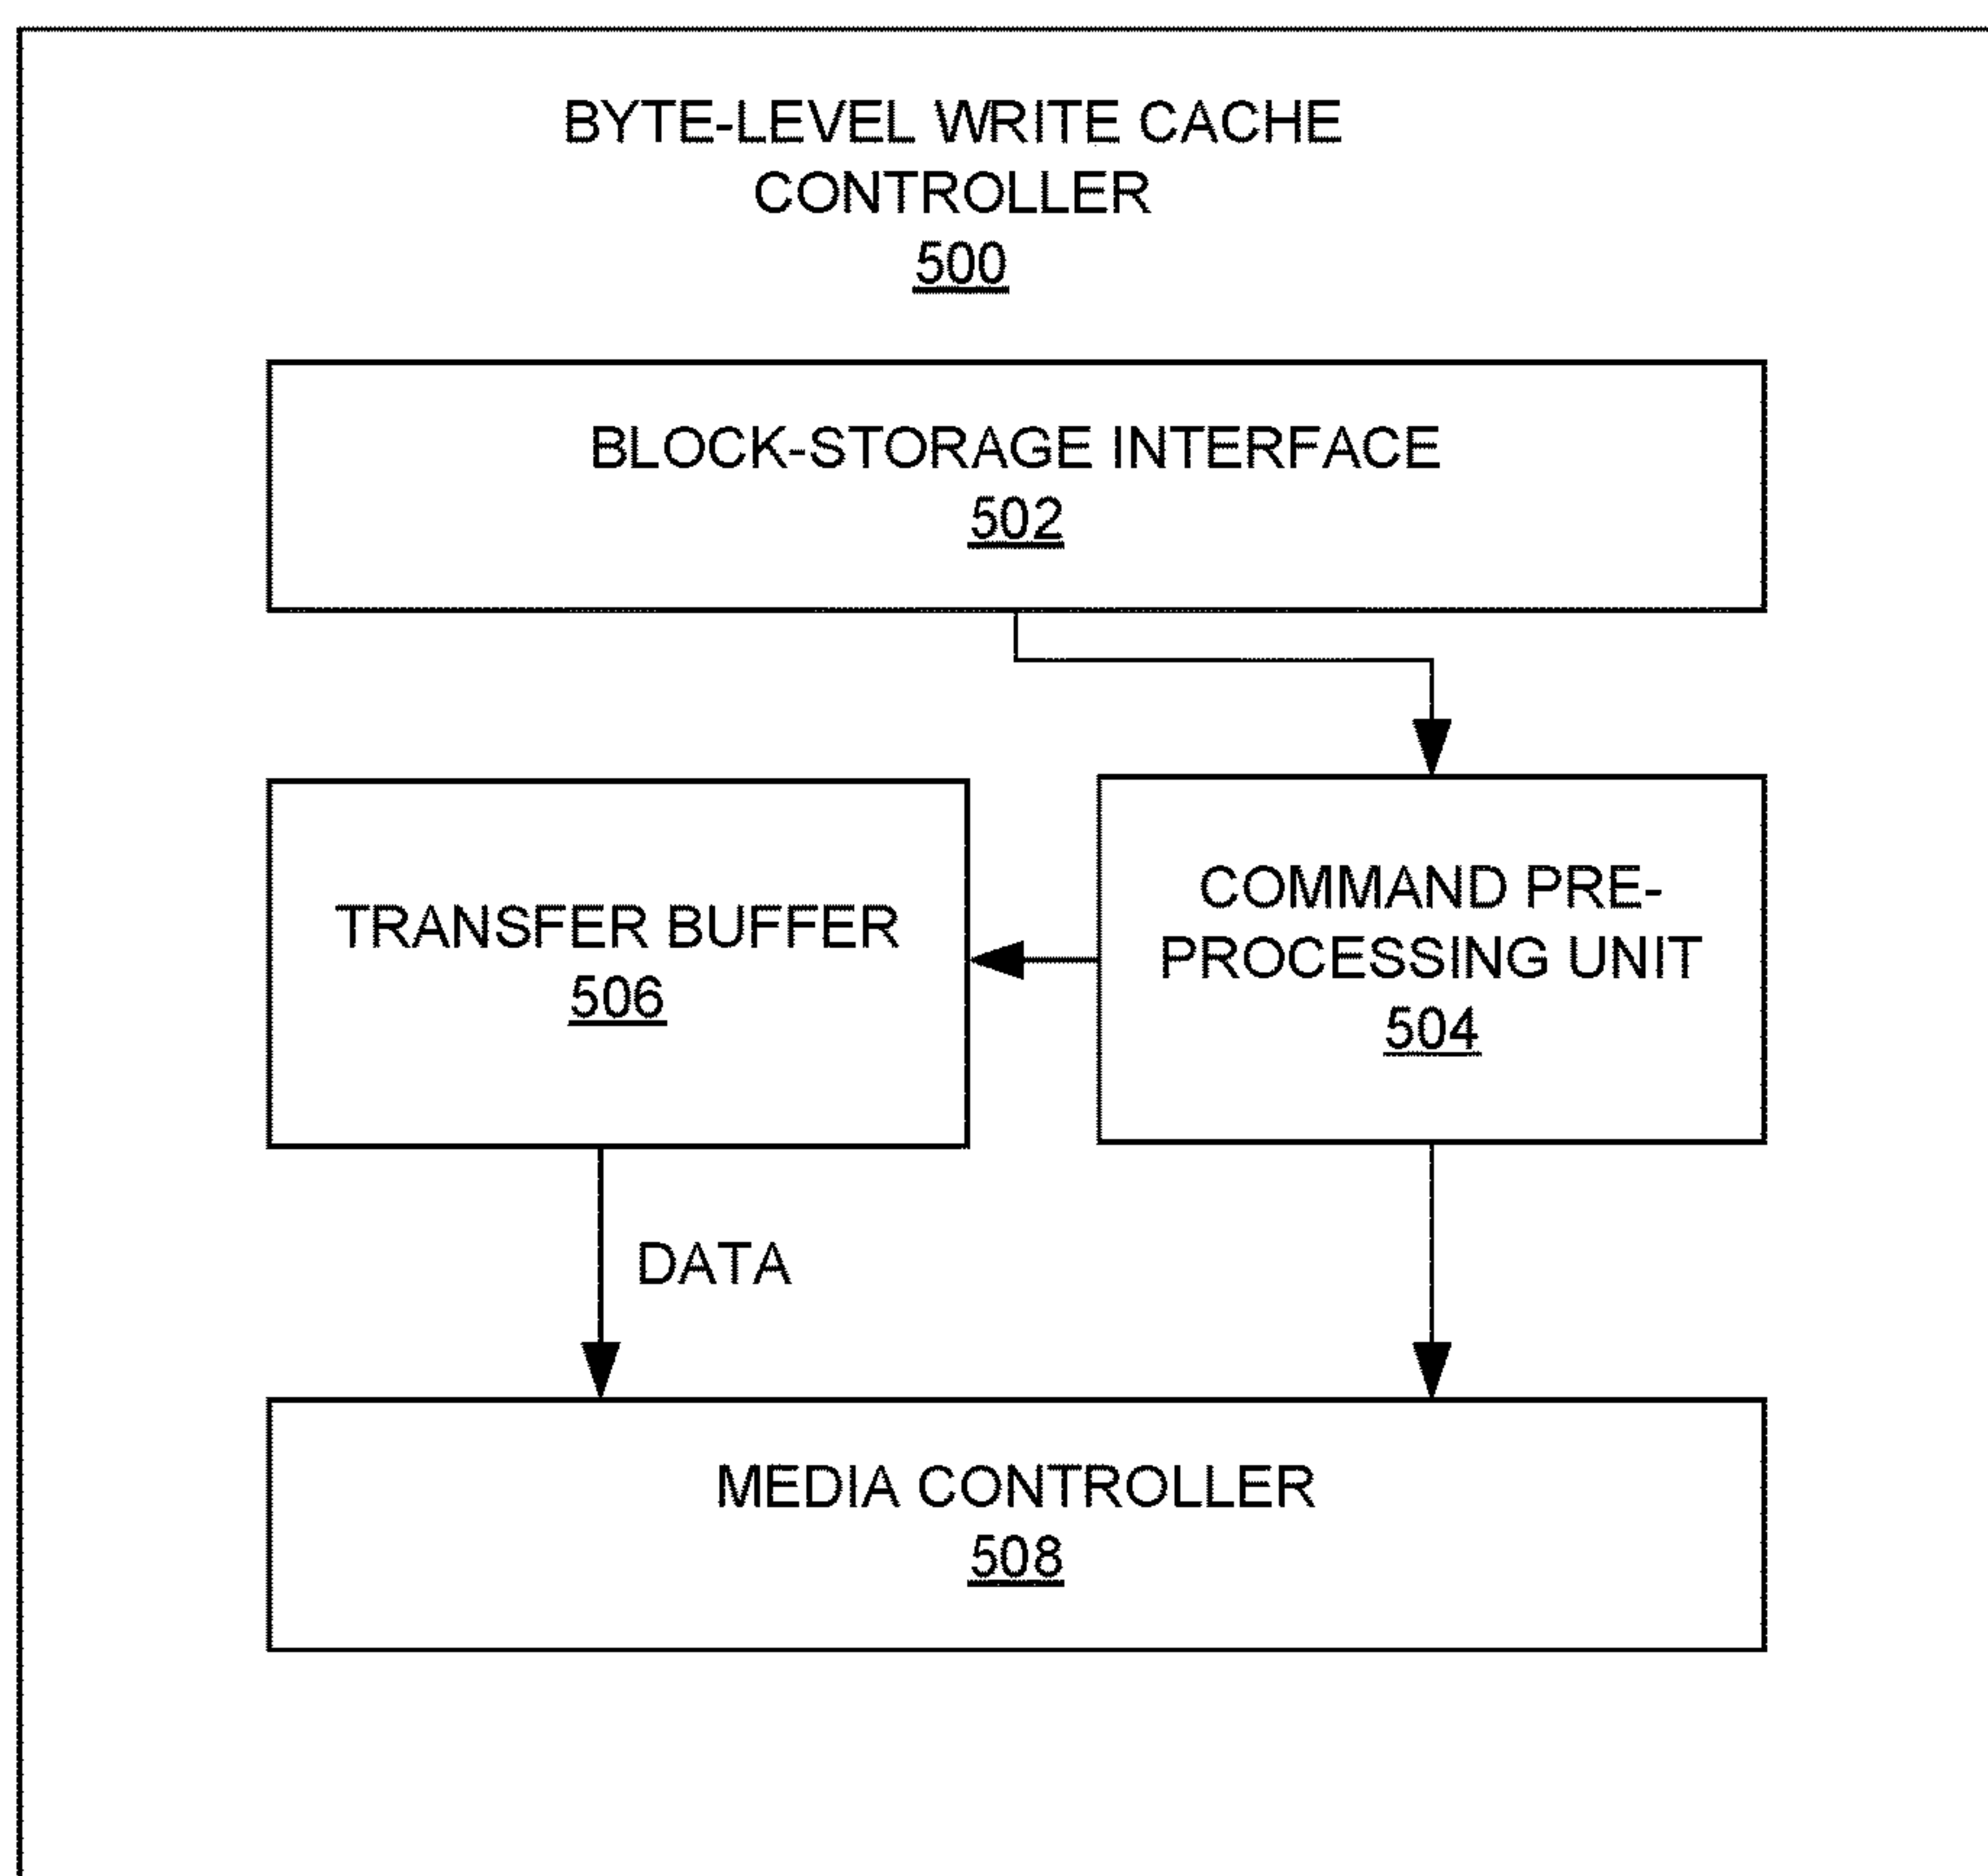 BYTE-LEVEL WRITE CACHE
CONTROLLER
500
BLOCK-STORAGE INTERFACE
502
TRANSFER BUFFER
506
COMMAND PRE-
PROCESSING UNIT
504
DATA
MEDIA CONTROLLER
508